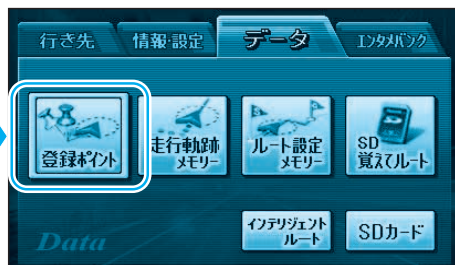 行き先 情報・設定 データ エンタメバンク
登録ポイント
走行軌跡
メモリー
ルート設定
メモリー
SD
覚えてルート
インテリジェント
ルート
SDカード
Data